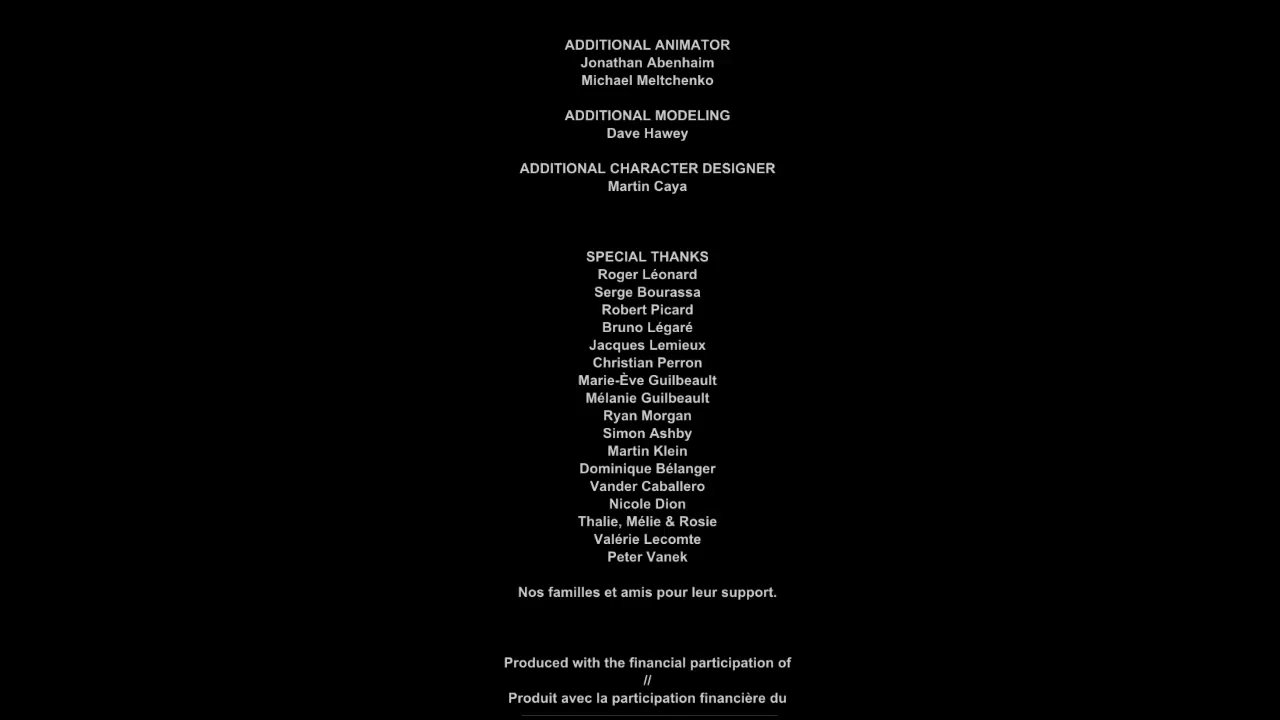 ADDITIONAL ANIMATOR
Jonathan Abenhaim
Michael Meltchenko
ADDITIONAL MODELING
Dave Hawey
ADDITIONAL CHARACTER DESIGNER
Martin Caya
SPECIAL THANKS
Roger Léonard
Serge Bourassa
Robert Picard
Bruno Légaré
Jacques Lemieux
Christian Perron
Marie-Ève Guilbeault
Mélanie Guilbeault
Ryan Morgan
Simon Ashby
Martin Klein
Dominique Bélanger
Vander Caballero
Nicole Dion
Thalie, Mélie & Rosie
Valérie Lecomte
Peter Vanek
Nos familles et amis pour leur support.
Produced with the financial participation of
//
Produit avec la participation financière du